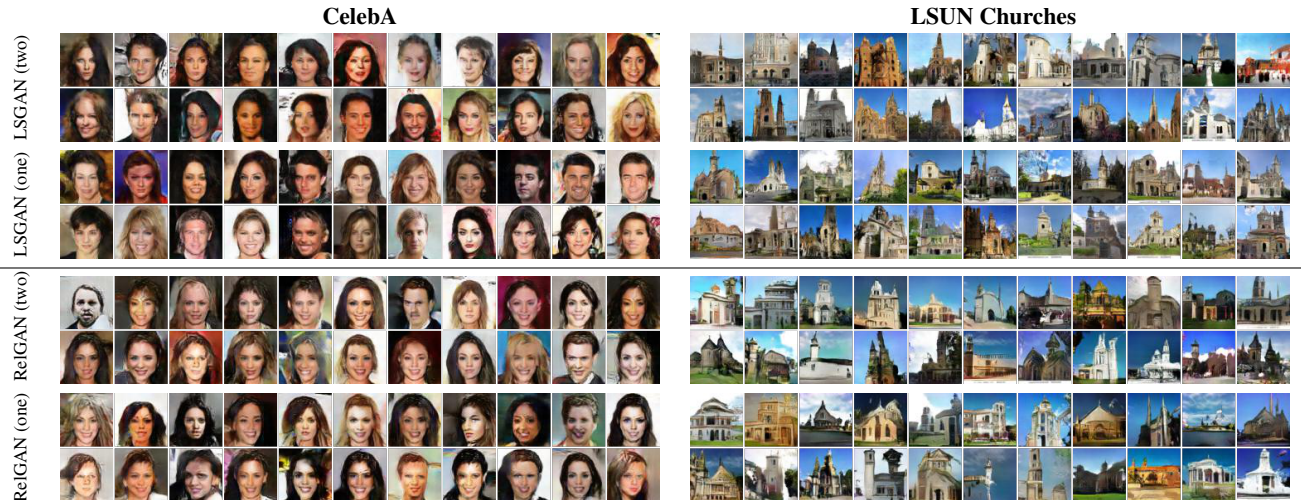 CelebA
LSUN Churches
LSGAN (two)
LSGAN (one)
RelGAN (two)
RelGAN (one)